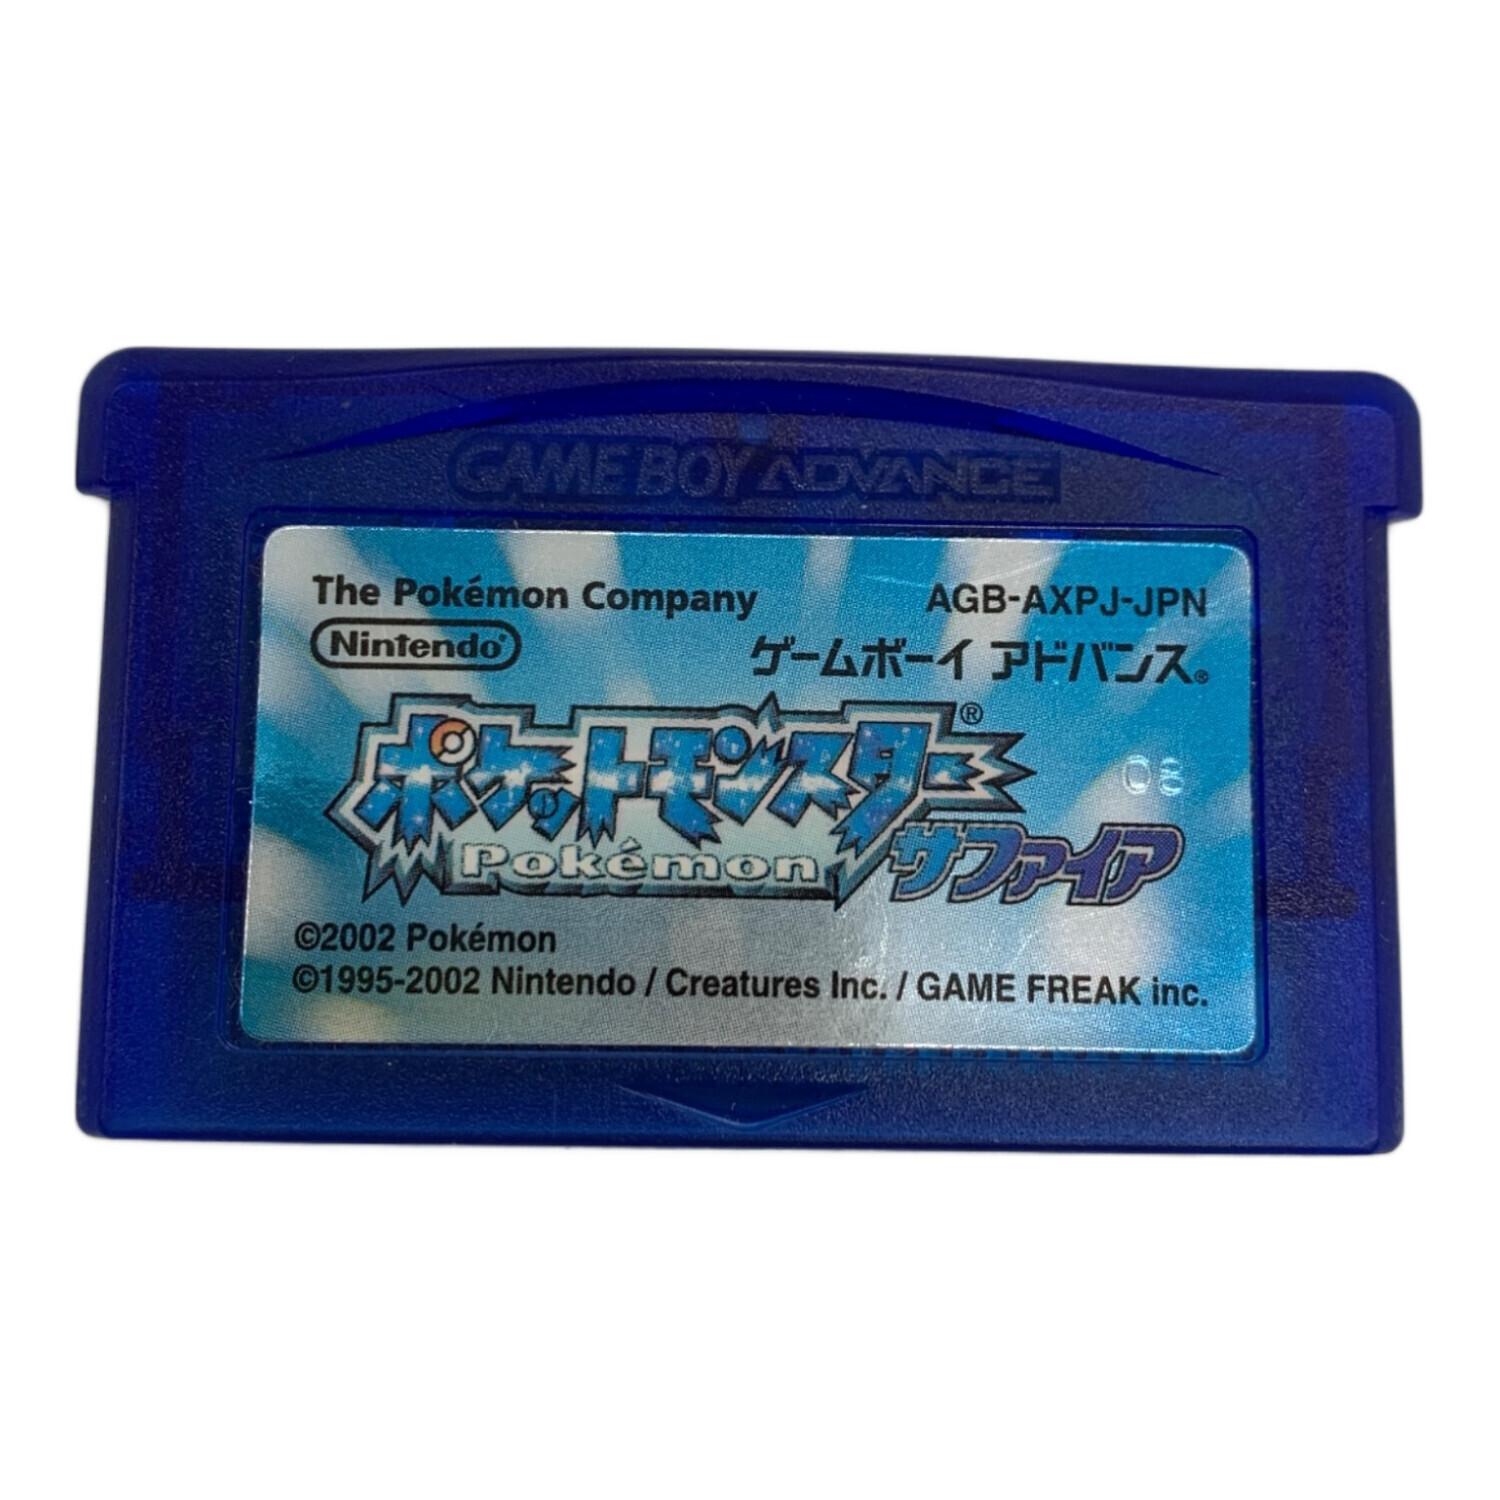 GAME BOY ADVANCE
The Pokémon Company
AGB-AXPJ-JPN
Nintendo®
ゲームボーイ アドバンス®
ポケットモンスター®
08
Pokémon
サファイア
©2002 Pokémon
©1995-2002 Nintendo / Creatures Inc. / GAME FREAK inc.